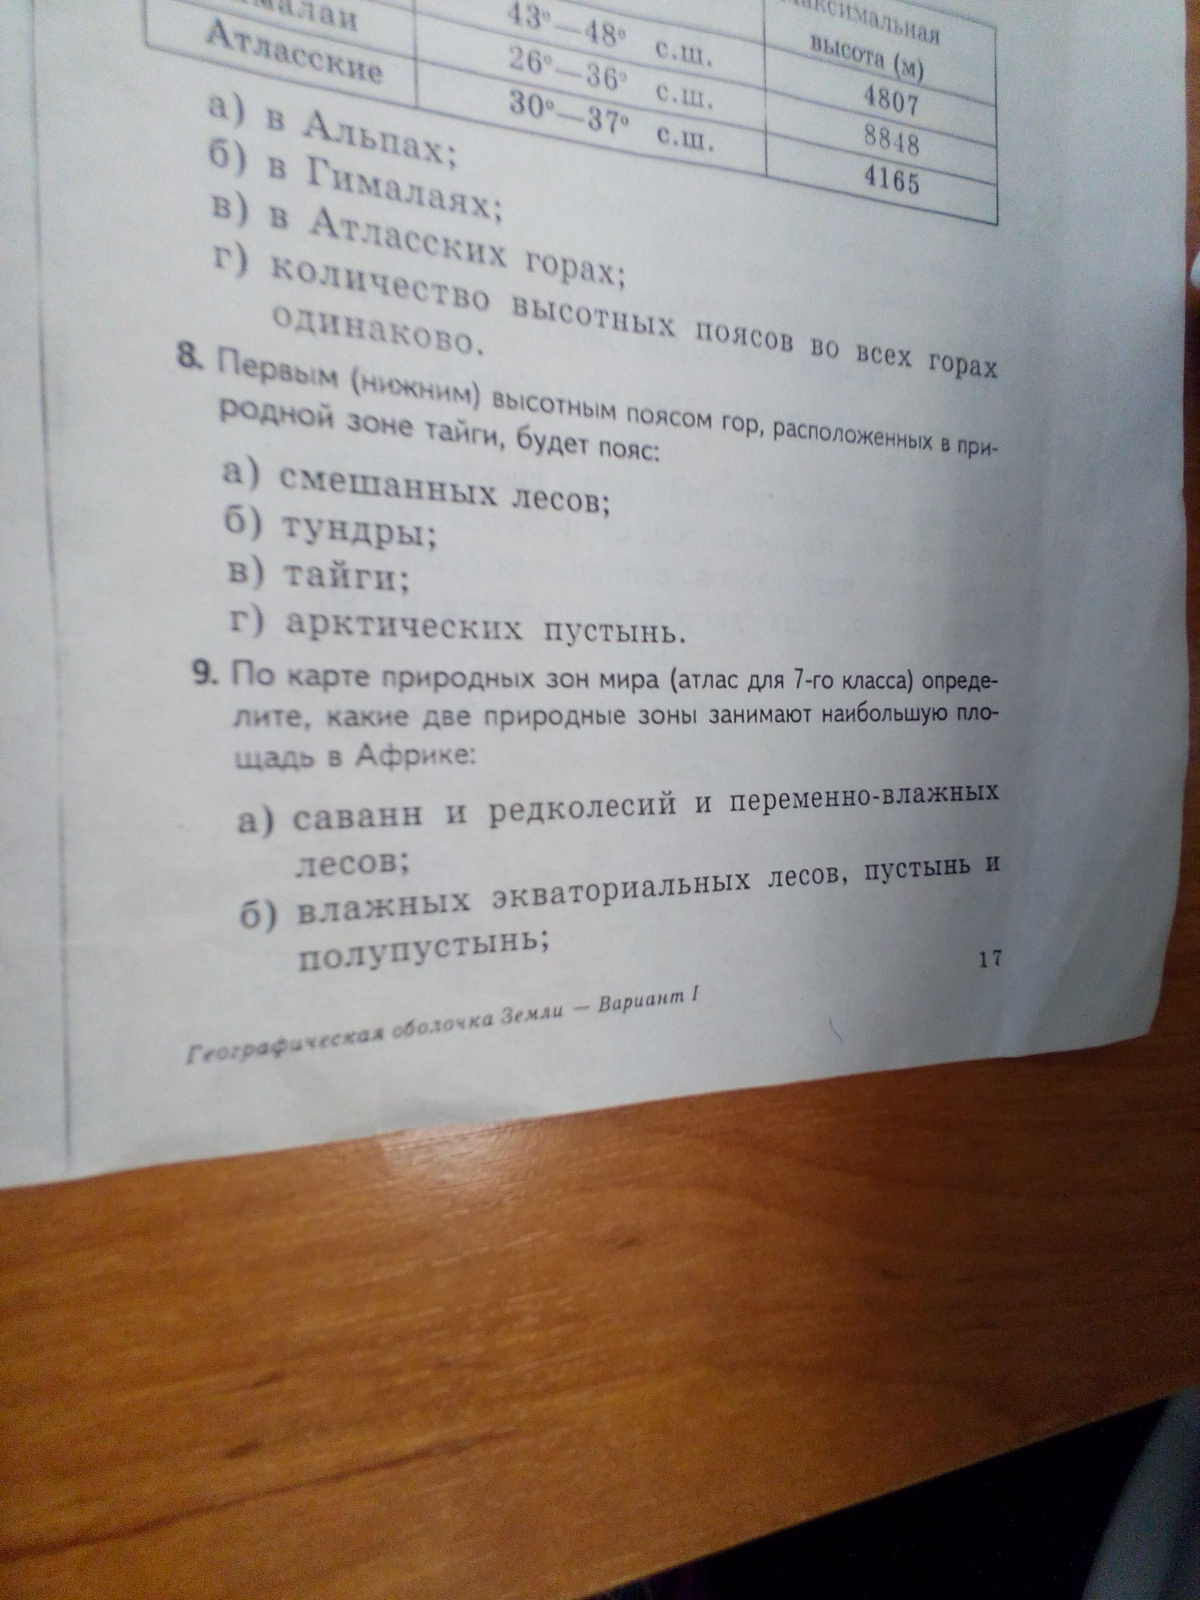 Максимальная
высота (м)
43°—48° с.ш. 4807
26°—36° с.ш. 8848
Атласские 30°—37° с.ш. 4165
а) в Альпах;
б) в Гималаях;
в) в Атласских горах;
г) количество высотных поясов во всех горах
одинаково.
8. Первым (нижним) высотным поясом гор, расположенных в при-
родной зоне тайги, будет пояс:
а) смешанных лесов;
б) тундры;
в) тайги;
г) арктических пустынь.
9. По карте природных зон мира (атлас для 7-го класса) опреде-
лите, какие две природные зоны занимают наибольшую пло-
щадь в Африке:
а) саванн и редколесий и переменно-влажных
лесов;
б) влажных экваториальных лесов, пустынь и
полупустынь;
17
Географическая оболочка Земли — Вариант I